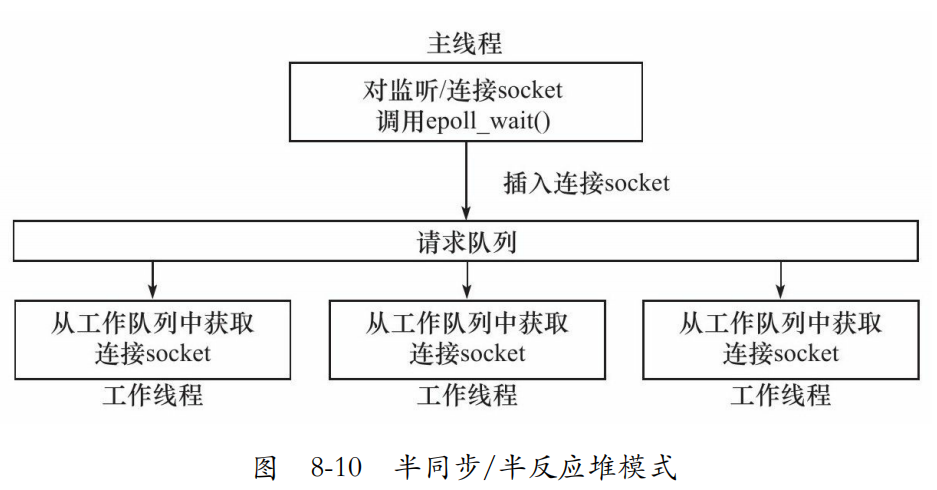 主线程
对监听/连接socket
调用epoll_wait()
插入连接socket
请求队列
从工作队列中获取
连接socket
工作线程
从工作队列中获取
连接socket
工作线程
从工作队列中获取
连接socket
工作线程
图 8-10 半同步/半反应堆模式